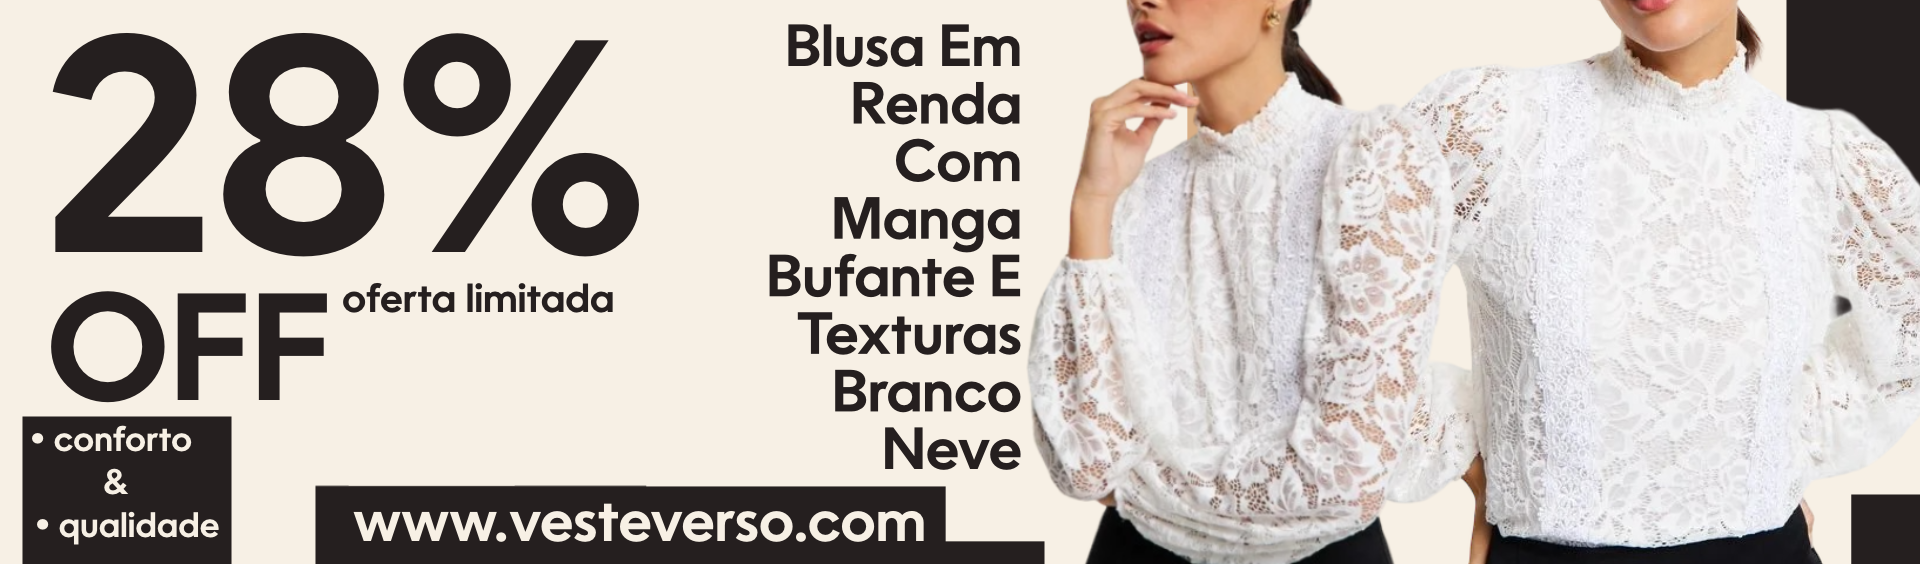 28%
OFF
oferta limitada
• conforto
&
• qualidade
Blusa Em
Renda
Com
Manga
Bufante E
Texturas
Branco
Neve
www.vesteverso.com